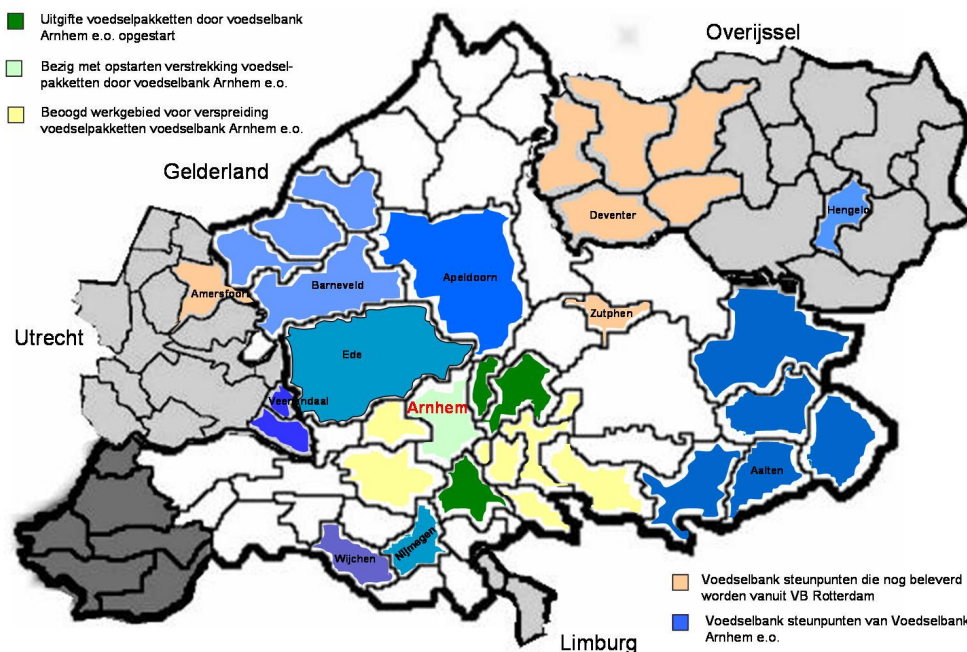 Uitgifte voedselpakketten door voedselbank
Arnhem e.o. opgestart
Bezig met opstarten verstrekking voedsel-
pakketten door voedselbank Arnhem e.o.
Beoogd werkgebied voor verspreiding
voedselpakketten voedselbank Arnhem e.o.
Overijssel
Gelderland
Deventer
Hengelo
Apeldoorn
Barneveld
Amersfoort
Zutphen
Utrecht
Ede
Veenendaal
Arnhem
Aalten
Nijmegen
Wijchen
Voedselbank steunpunten die nog beleverd
worden vanuit VB Rotterdam
Voedselbank steunpunten van Voedselbank
Arnhem e.o.
Limburg